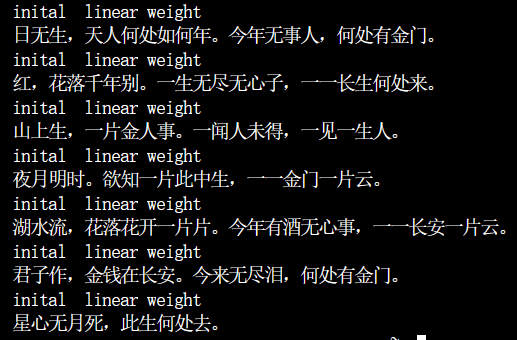 inital  linear weight
日无生，天人何处如何年。今年无事人，何处有金门。
inital  linear weight
红，花落千年别。一生无尽无心子，一一长生何处来。
inital  linear weight
山上生，一片金人事。一闻人未得，一见一生人。
inital  linear weight
夜月明时。欲知一片此中生，一一金门一片云。
inital  linear weight
湖水流，花落花开一片片。今年有酒无心事，一一长安一片云。
inital  linear weight
君子作，金钱在长安。今来无尽泪，何处有金门。
inital  linear weight
星心无月死，此生何处去。